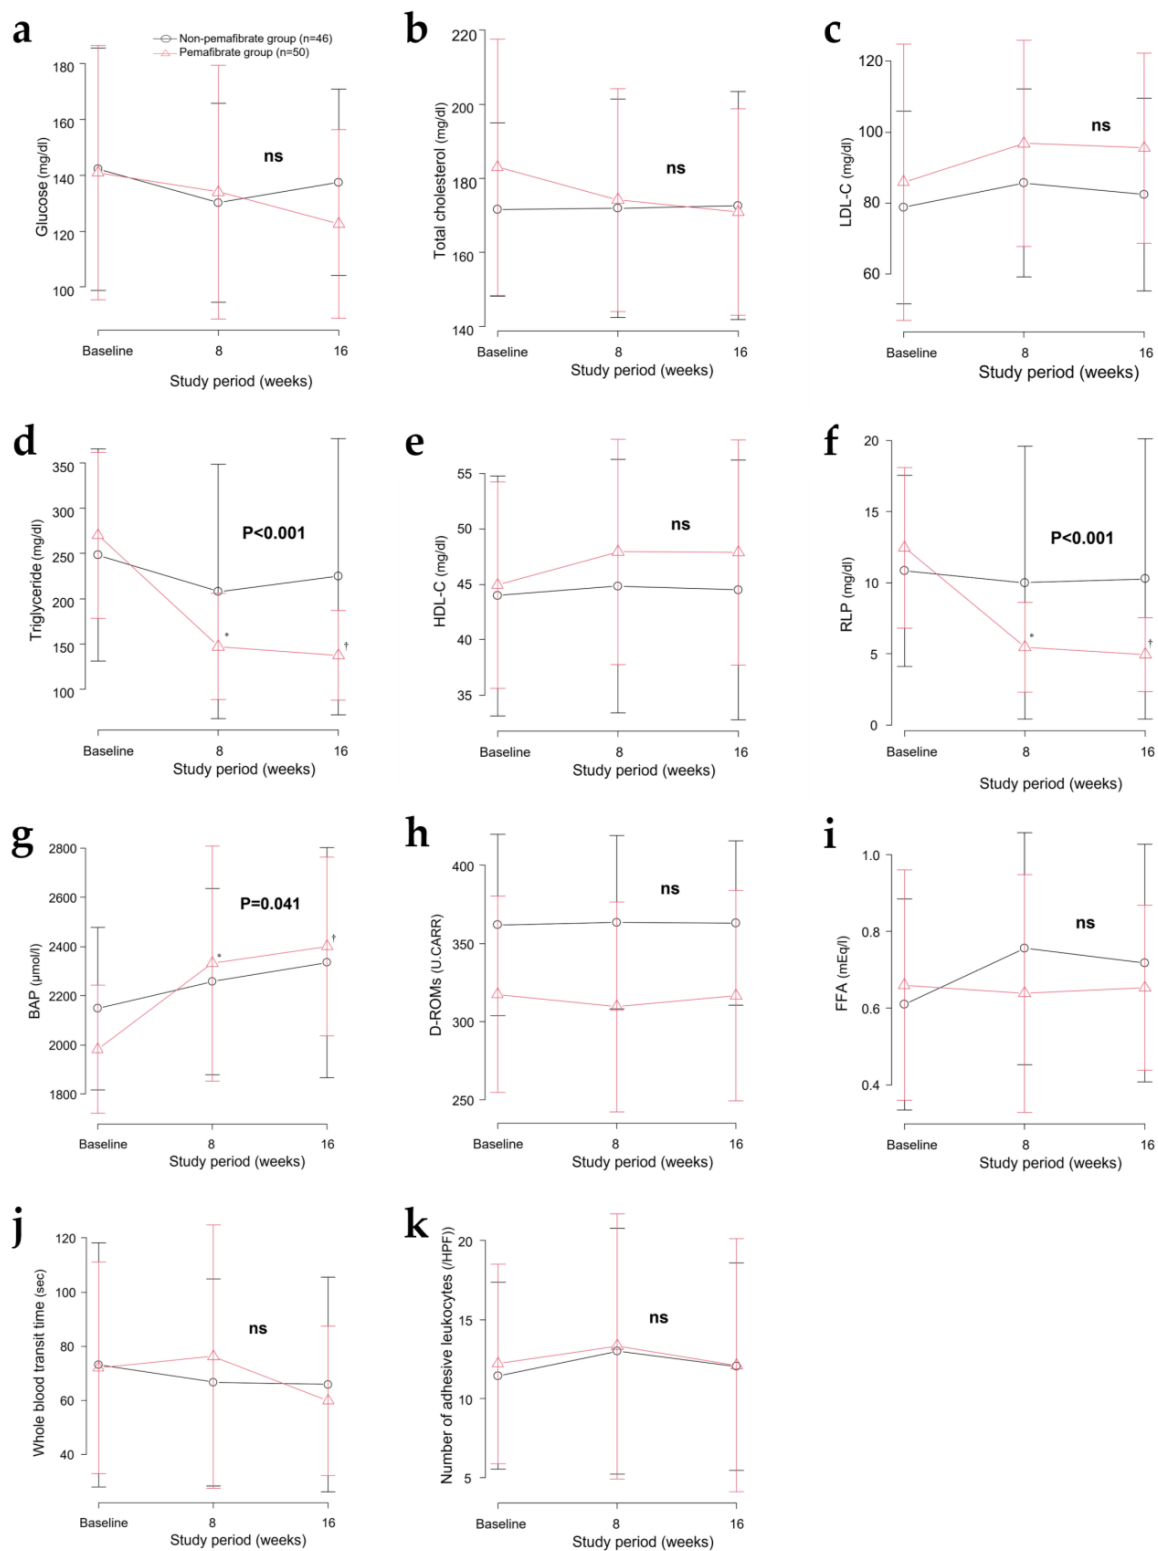 a
Non-pemafibrate group (n=46)
Pemafibrate group (n=50)
Glucose (mg/dl)
180
160
140
120
100
ns
Baseline
8
16
Study period (weeks)
b
Total cholesterol (mg/dl)
220
200
180
160
140
ns
Baseline
8
16
Study period (weeks)
c
LDL-C (mg/dl)
120
100
80
60
ns
Baseline
8
16
Study period (weeks)
d
Triglyceride (mg/dl)
350
300
250
200
150
100
P<0.001
*
†
Baseline
8
16
Study period (weeks)
e
HDL-C (mg/dl)
55
50
45
40
35
ns
Baseline
8
16
Study period (weeks)
f
RLP (mg/dl)
20
15
10
5
0
P<0.001
*
†
Baseline
8
16
Study period (weeks)
g
BAP (μmol/l)
2800
2600
2400
2200
2000
1800
P=0.041
*
†
Baseline
8
16
Study period (weeks)
h
D-ROMs (U.CARR)
400
350
300
250
ns
Baseline
8
16
Study period (weeks)
i
FFA (mEq/l)
1.0
0.8
0.6
0.4
ns
Baseline
8
16
Study period (weeks)
j
Whole blood transit time (sec)
120
100
80
60
40
ns
Baseline
8
16
Study period (weeks)
k
Number of adhesive leukocytes (/HPF))
20
15
10
5
ns
Baseline
8
16
Study period (weeks)